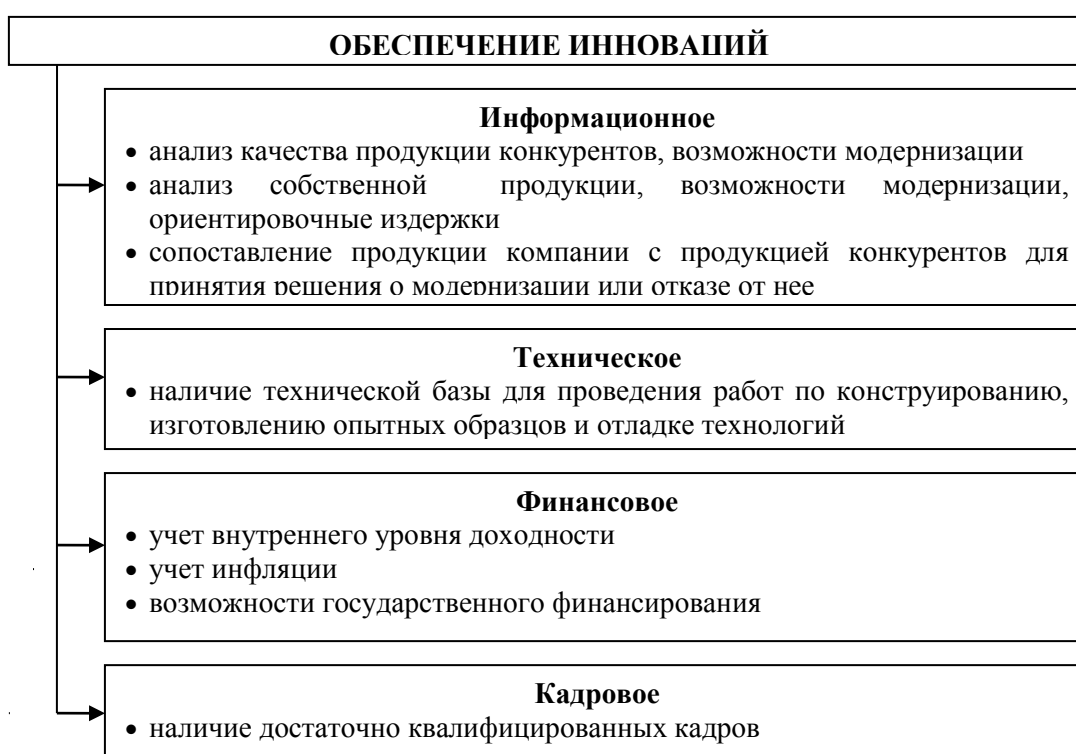 ОБЕСПЕЧЕНИЕ ИННОВАЦИЙ
Информационное
• анализ качества продукции конкурентов, возможности модернизации
• анализ собственной продукции, возможности модернизации,
ориентировочные издержки
• сопоставление продукции компании с продукцией конкурентов для
принятия решения о модернизации или отказе от нее
Техническое
• наличие технической базы для проведения работ по конструированию,
изготовлению опытных образцов и отладке технологий
Финансовое
• учет внутреннего уровня доходности
• учет инфляции
• возможности государственного финансирования
Кадровое
• наличие достаточно квалифицированных кадров